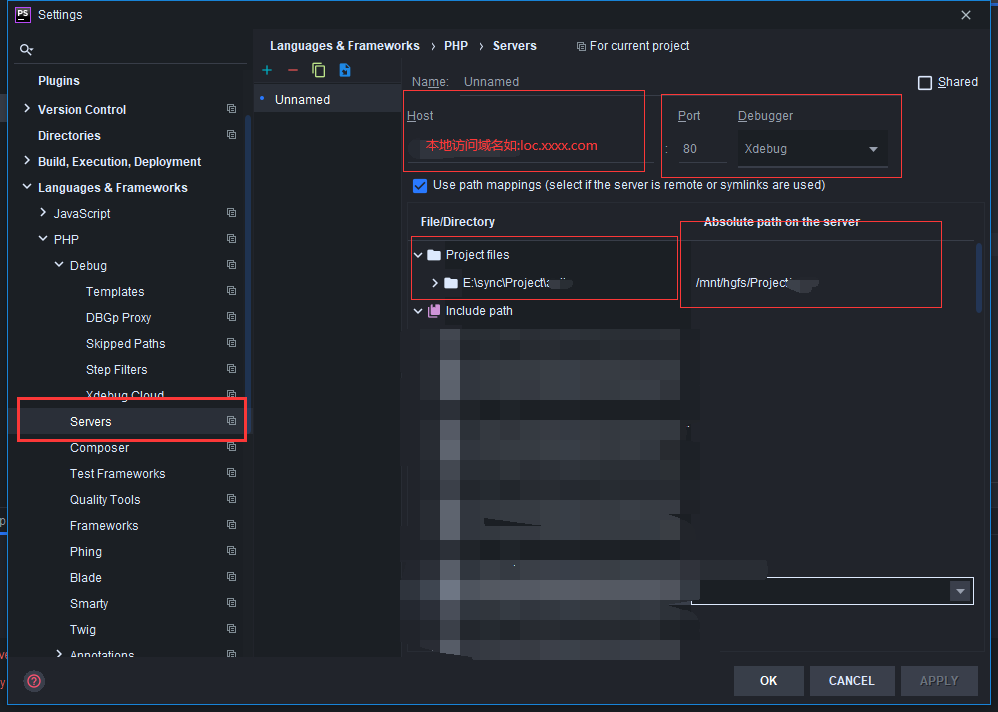 PS Settings
Languages & Frameworks › PHP › Servers For current project
Plugins
Version Control
Directories
Build, Execution, Deployment
Languages & Frameworks
JavaScript
PHP
Debug
Templates
DBGp Proxy
Skipped Paths
Step Filters
Xdebug Cloud
Servers
Composer
Test Frameworks
Quality Tools
Frameworks
Phing
Blade
Smarty
Twig
Annotations
Unnamed
Name: Unnamed
Shared
Host
本地访问域名如:loc.xxxx.com
Port Debugger
: 80 Xdebug
Use path mappings (select if the server is remote or symlinks are used)
File/Directory Absolute path on the server
Project files
E:\sync\Project\ /mnt/hgfs/Project
Include path
OK CANCEL APPLY